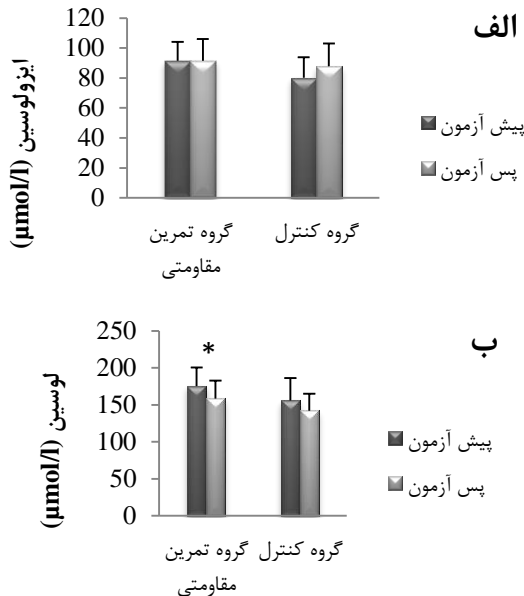 الف
ایزولوسین (µmol/l)
120
100
80
60
40
20
0
پیش آزمون
پس آزمون
گروه کنترل
گروه تمرین
مقاومتی
ب
لوسین (µmol/l)
250
200
150
100
50
0
*
پیش آزمون
پس آزمون
گروه کنترل
گروه تمرین
مقاومتی